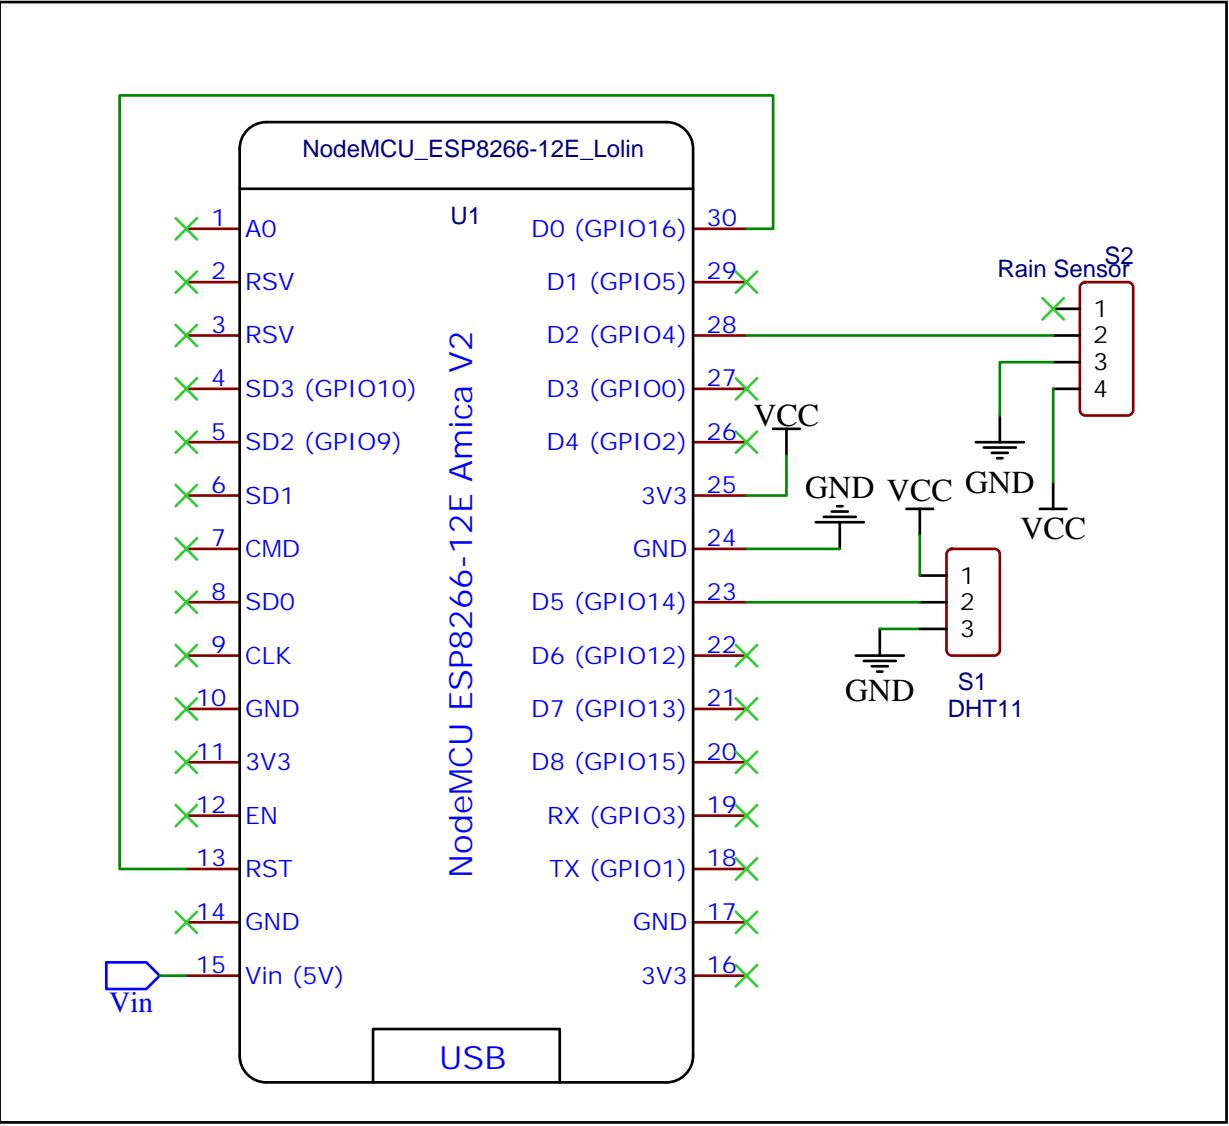 NodeMCU_ESP8266-12E_Lolin
U1
NodeMCU ESP8266-12E Amica V2
1 A0
2 RSV
3 RSV
4 SD3 (GPIO10)
5 SD2 (GPIO9)
6 SD1
7 CMD
8 SD0
9 CLK
10 GND
11 3V3
12 EN
13 RST
14 GND
15 Vin (5V)
Vin
D0 (GPIO16) 30
D1 (GPIO5) 29
D2 (GPIO4) 28
D3 (GPIO0) 27
D4 (GPIO2) 26
3V3 25
GND 24
D5 (GPIO14) 23
D6 (GPIO12) 22
D7 (GPIO13) 21
D8 (GPIO15) 20
RX (GPIO3) 19
TX (GPIO1) 18
GND 17
3V3 16
USB
VCC
GND
S2
Rain Sensor
1
2
3
4
GND
VCC
VCC
1
2
3
GND
S1
DHT11